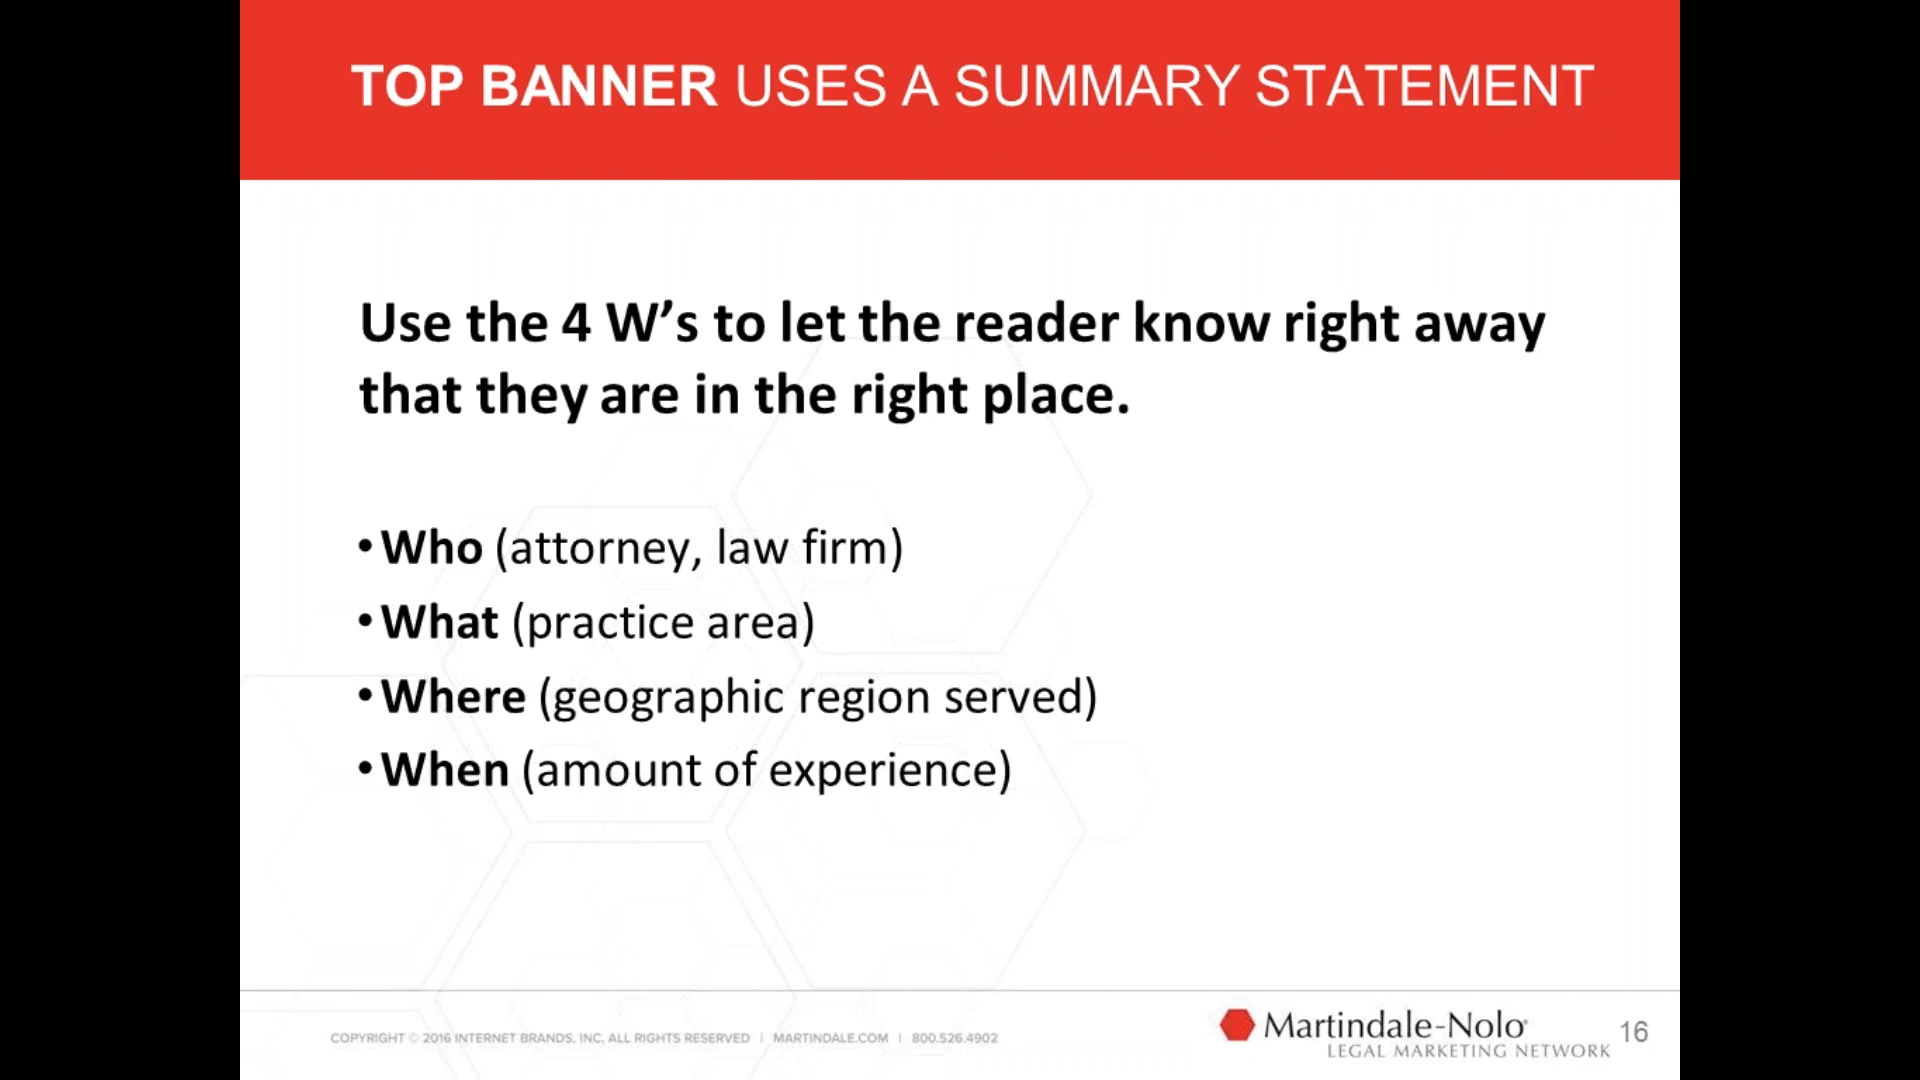 TOP BANNER USES A SUMMARY STATEMENT
Use the 4 W’s to let the reader know right away
that they are in the right place.
• Who (attorney, law firm)
• What (practice area)
• Where (geographic region served)
• When (amount of experience)
COPYRIGHT © 2016 INTERNET BRANDS, INC, ALL RIGHTS RESERVED | MARTINDALE.COM | 800.526.4902
Martindale-Nolo®
LEGAL MARKETING NETWORK
16